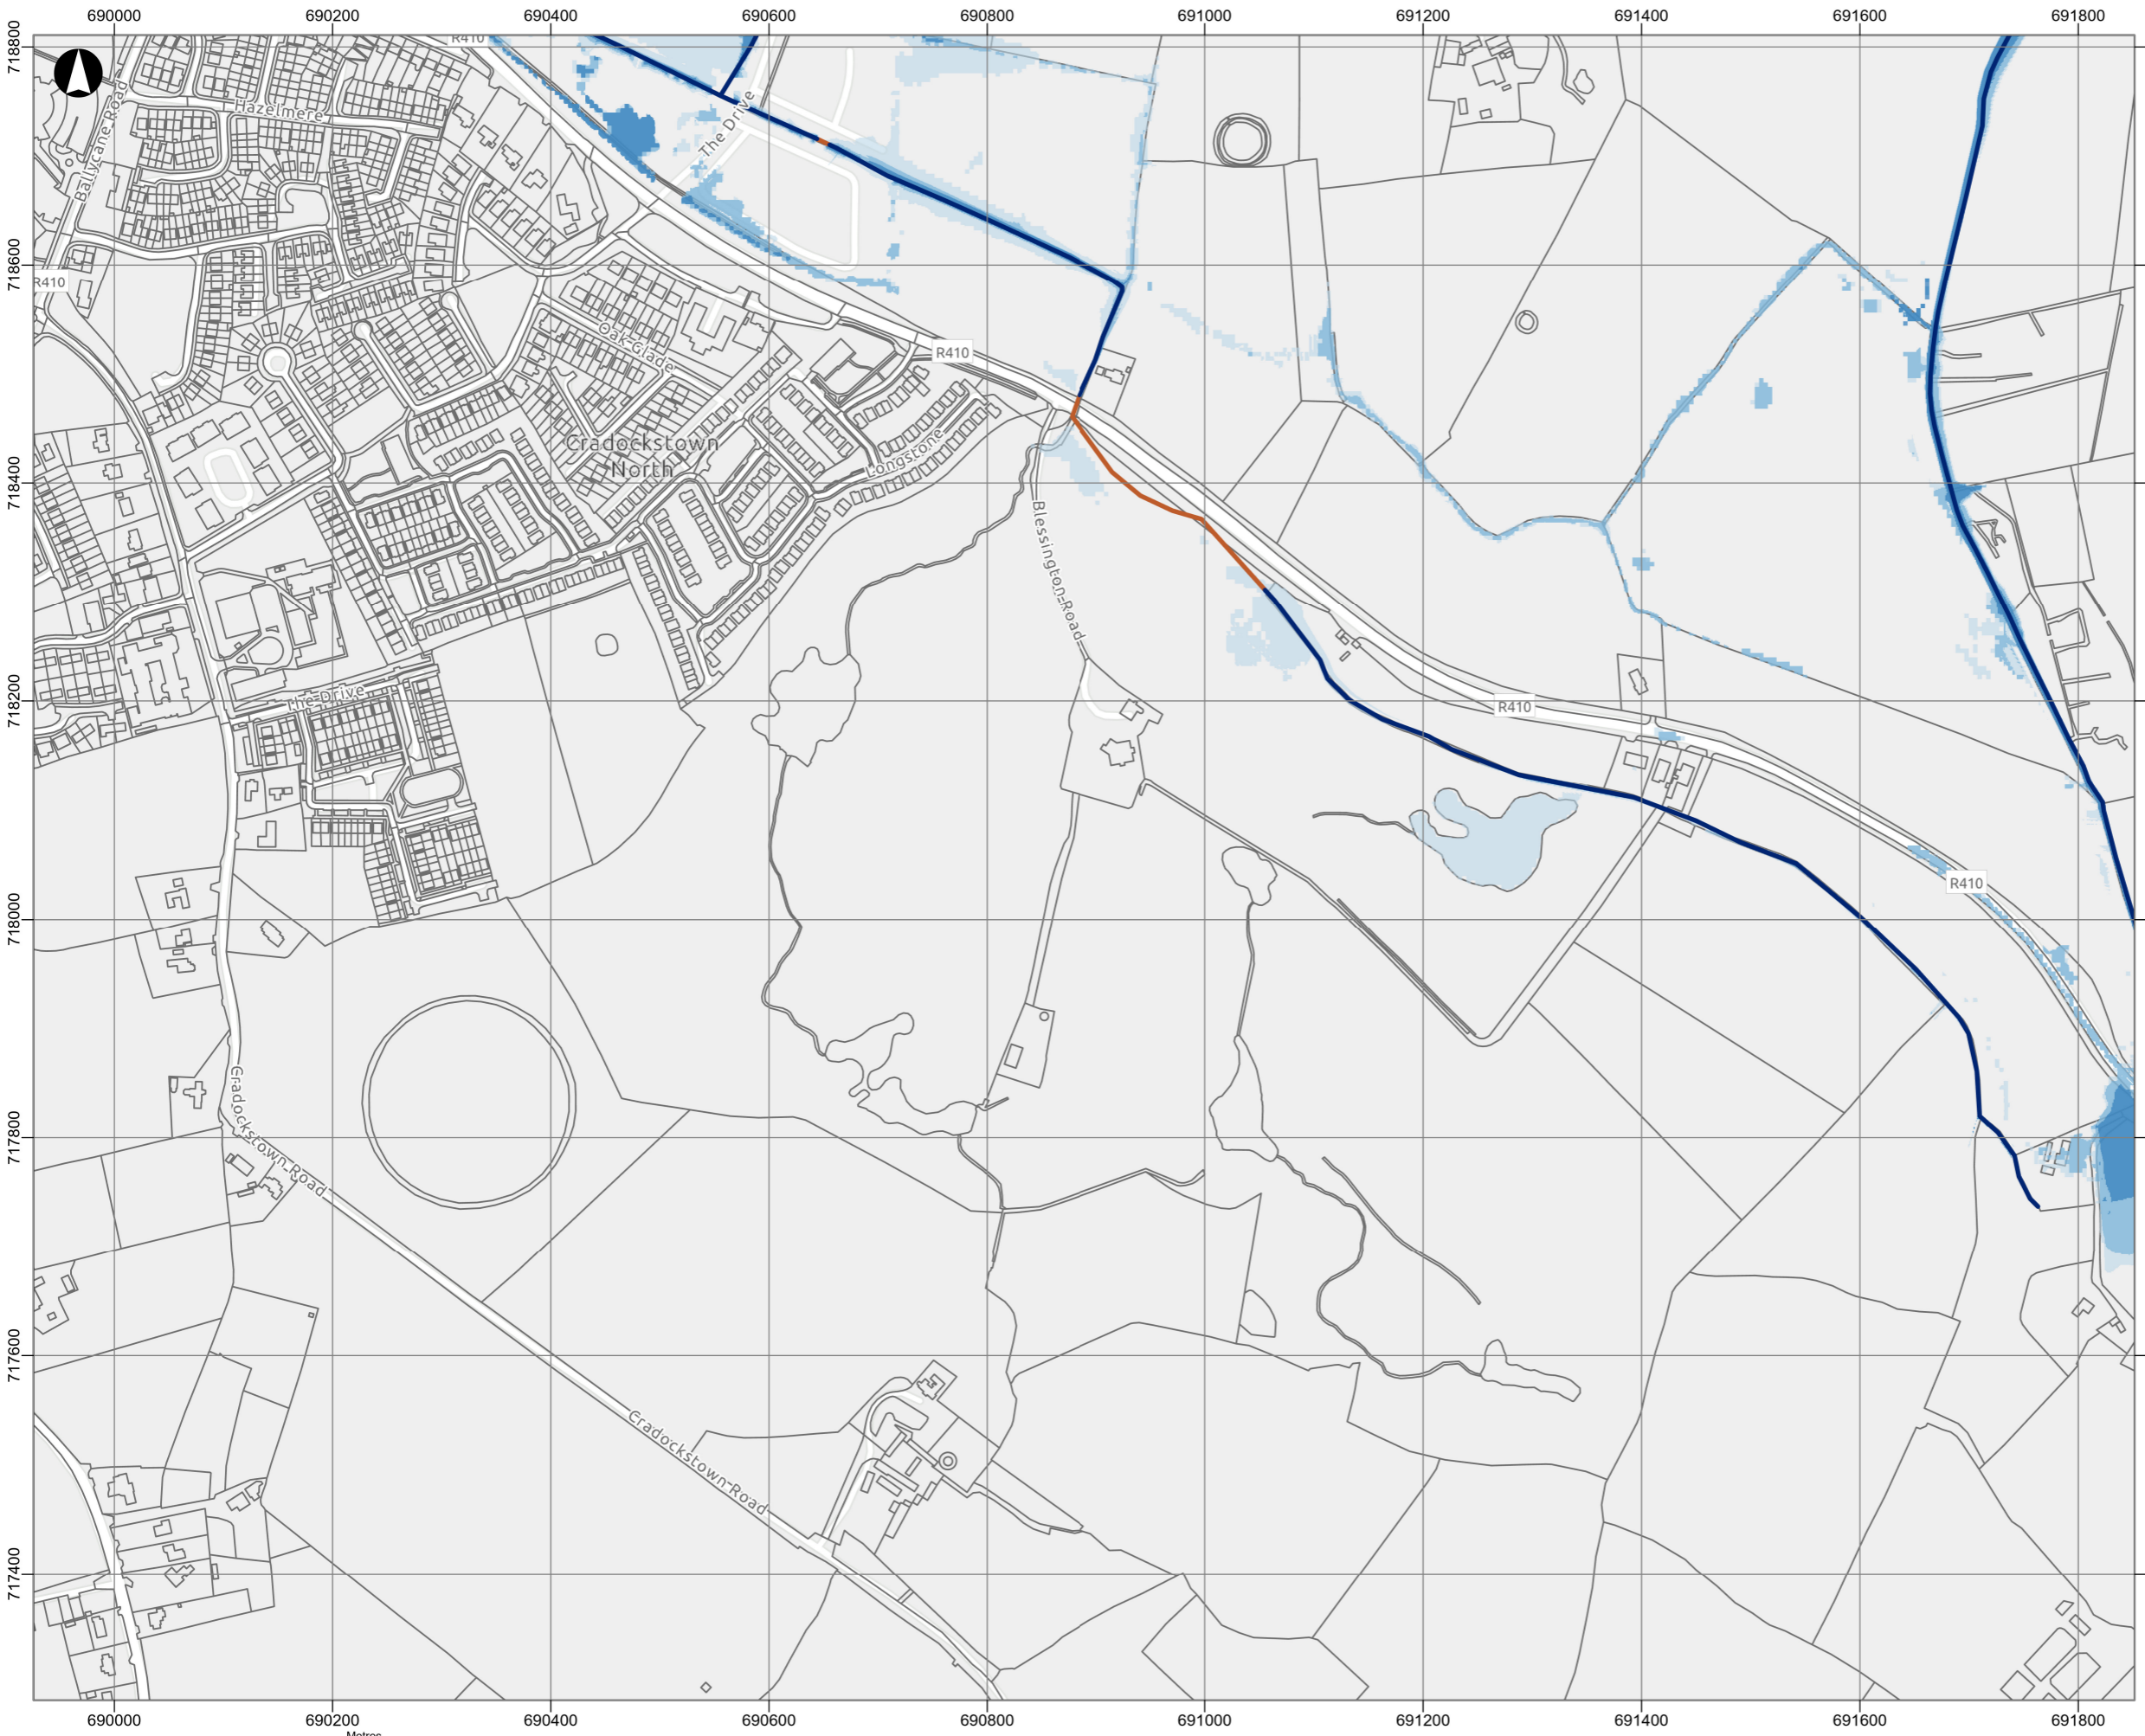 690000 690200 690400 690600 690800 691000 691200 691400 691600 691800
718800
R410
Hazelmere
Ballycane Road
The Drive
718600
R410
Oak Glade
R410
Cradockstown
North
Longstone
718400
Blessington Road
718200
The Drive
R410
R410
718000
Cradockstown Road
717800
717600
Cradockstown Road
717400
690000 690200 690400 690600 690800 691000 691200 691400 691600 691800
Metres